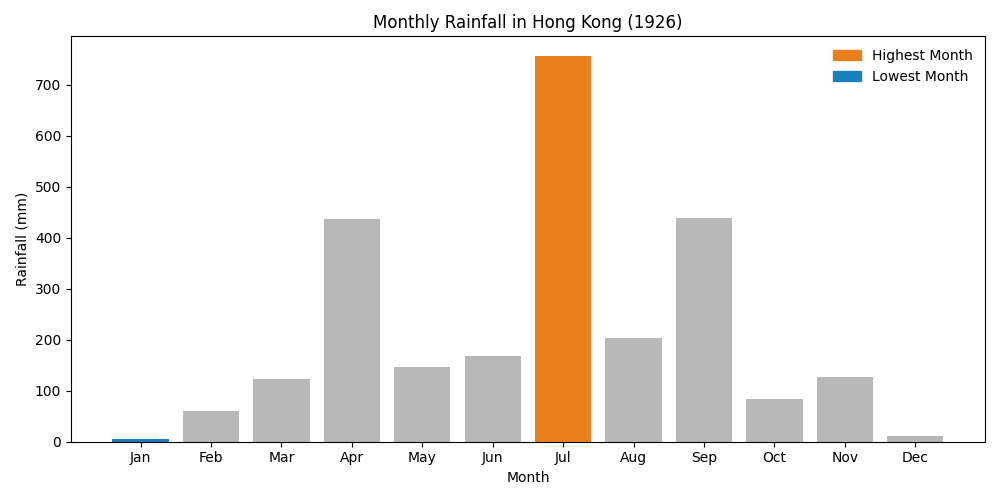 Monthly Rainfall in Hong Kong (1926)
Highest Month
Lowest Month
Rainfall (mm)
700
600
500
400
300
200
100
0
Jan Feb Mar Apr May Jun Jul Aug Sep Oct Nov Dec
Month